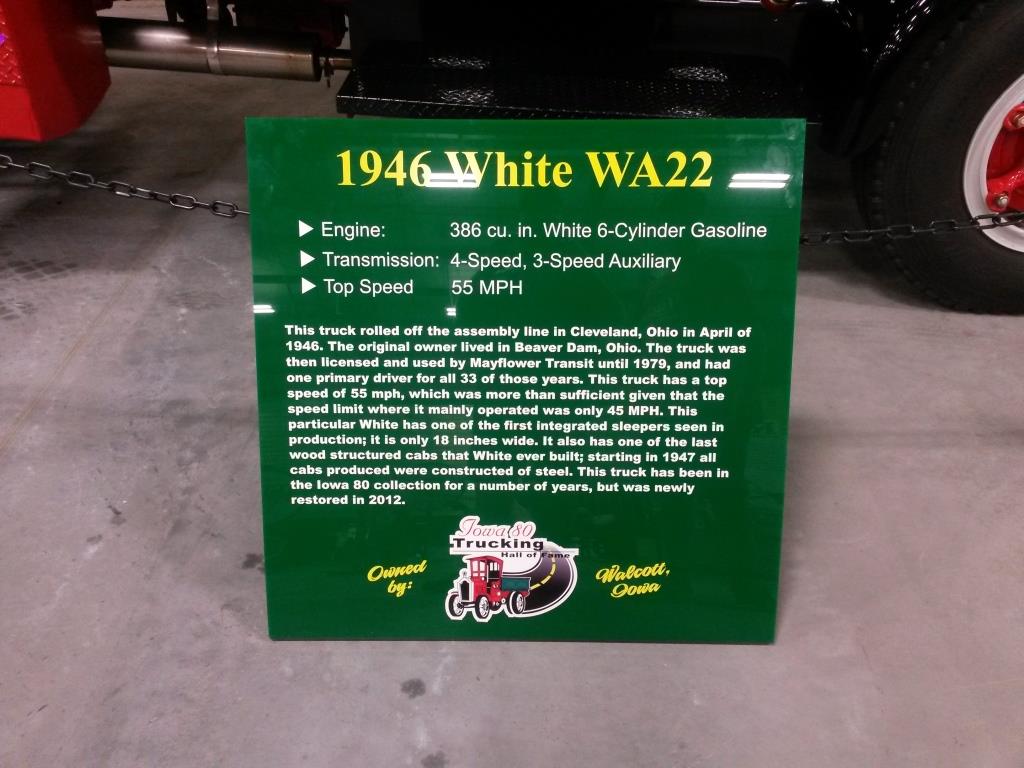 1946 White WA22
▶ Engine: 386 cu. in. White 6-Cylinder Gasoline
▶ Transmission: 4-Speed, 3-Speed Auxiliary
▶ Top Speed 55 MPH
This truck rolled off the assembly line in Cleveland, Ohio in April of
1946. The original owner lived in Beaver Dam, Ohio. The truck was
then licensed and used by Mayflower Transit until 1979, and had
one primary driver for all 33 of those years. This truck has a top
speed of 55 mph, which was more than sufficient given that the
speed limit where it mainly operated was only 45 MPH. This
particular White has one of the first integrated sleepers seen in
production; it is only 18 inches wide. It also has one of the last
wood structured cabs that White ever built; starting in 1947 all
cabs produced were constructed of steel. This truck has been in
the Iowa 80 collection for a number of years, but was newly
restored in 2012.
Owned
by:
Iowa 80
Trucking
Hall of Fame
Walcott,
Iowa